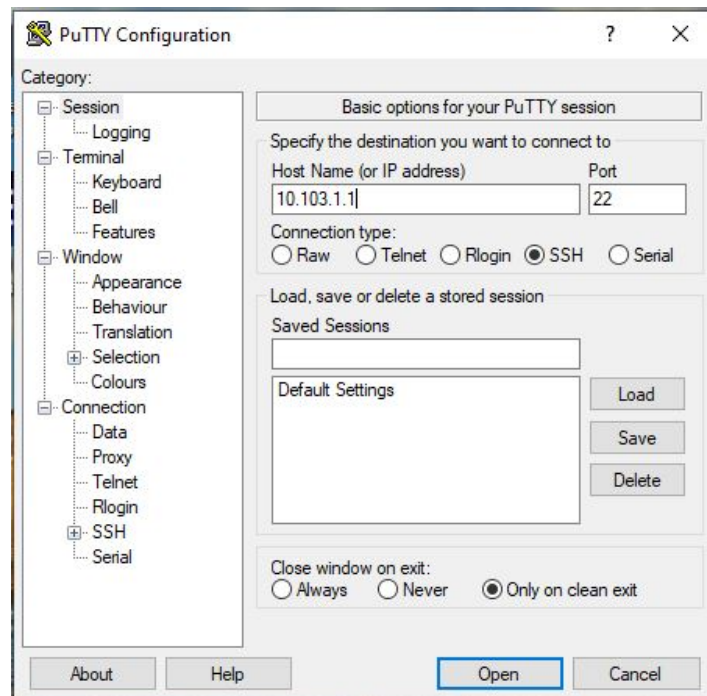 PuTTY Configuration
? X
Category:
Session
Logging
Terminal
Keyboard
Bell
Features
Window
Appearance
Behaviour
Translation
Selection
Colours
Connection
Data
Proxy
Telnet
Rlogin
SSH
Serial
Basic options for your PuTTY session
Specify the destination you want to connect to
Host Name (or IP address) Port
10.103.1.1 22
Connection type:
Raw Telnet Rlogin SSH Serial
Load, save or delete a stored session
Saved Sessions
Default Settings
Load
Save
Delete
Close window on exit:
Always Never Only on clean exit
About Help Open Cancel